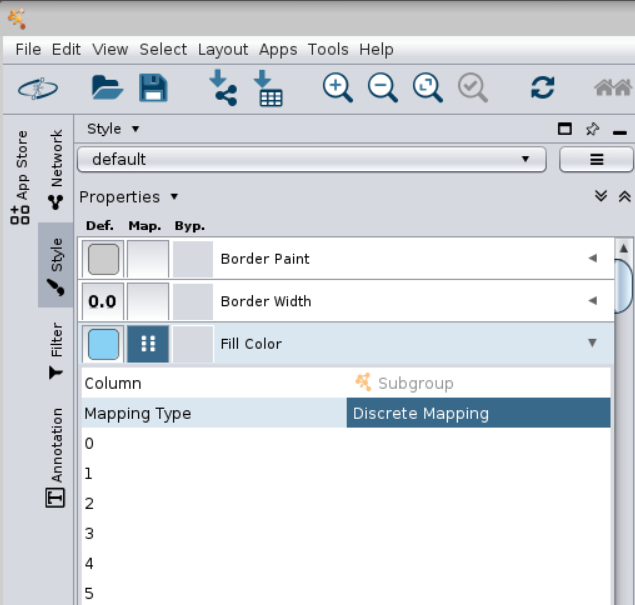 File Edit View Select Layout Apps Tools Help
Style
default
Properties
Def. Map. Byp.
Border Paint
0.0 Border Width
Fill Color
Column Subgroup
Mapping Type Discrete Mapping
0
1
2
3
4
5
App Store
Network
Style
Filter
Annotation
T